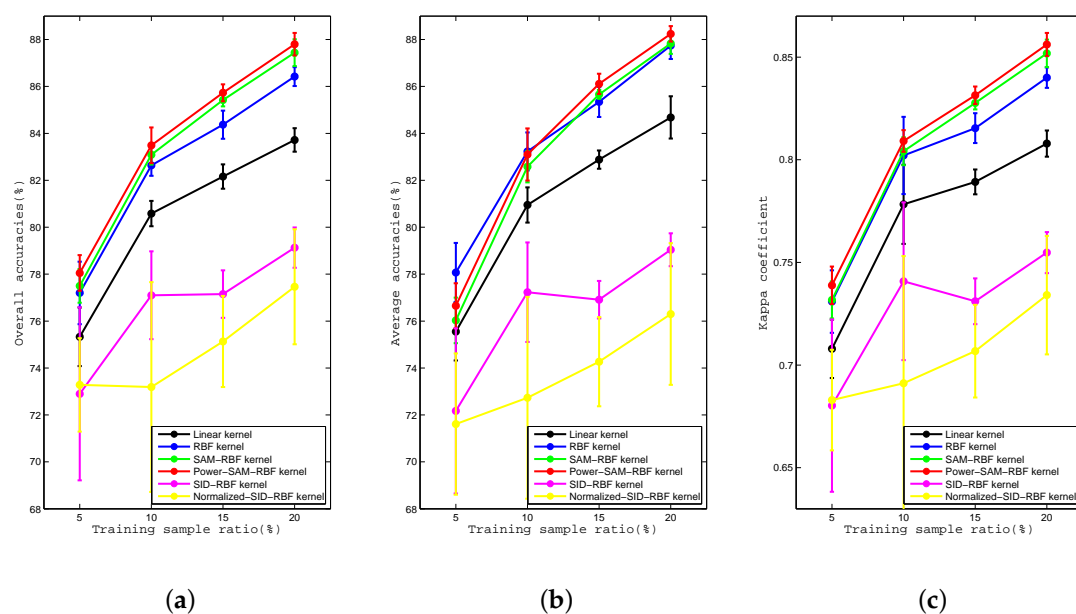 Overall accuracies(%)
88
86
84
82
80
78
76
74
72
70
68
5
10
15
20
Training sample ratio(%)
Linear kernel
RBF kernel
SAM−RBF kernel
Power−SAM−RBF kernel
SID−RBF kernel
Normalized−SID−RBF kernel
(a)
Average accuracies(%)
88
86
84
82
80
78
76
74
72
70
68
5
10
15
20
Training sample ratio(%)
Linear kernel
RBF kernel
SAM−RBF kernel
Power−SAM−RBF kernel
SID−RBF kernel
Normalized−SID−RBF kernel
(b)
Kappa coefficient
0.85
0.8
0.75
0.7
0.65
5
10
15
20
Training sample ratio(%)
Linear kernel
RBF kernel
SAM−RBF kernel
Power−SAM−RBF kernel
SID−RBF kernel
Normalized−SID−RBF kernel
(c)